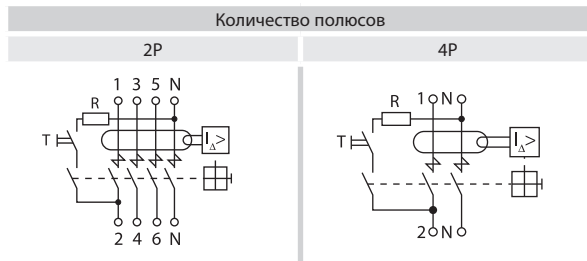 Количество полюсов
2P 4P
1 3 5 N
R
T
I∆>
2 4 6 N
1 N
R
T
I∆>
2 N